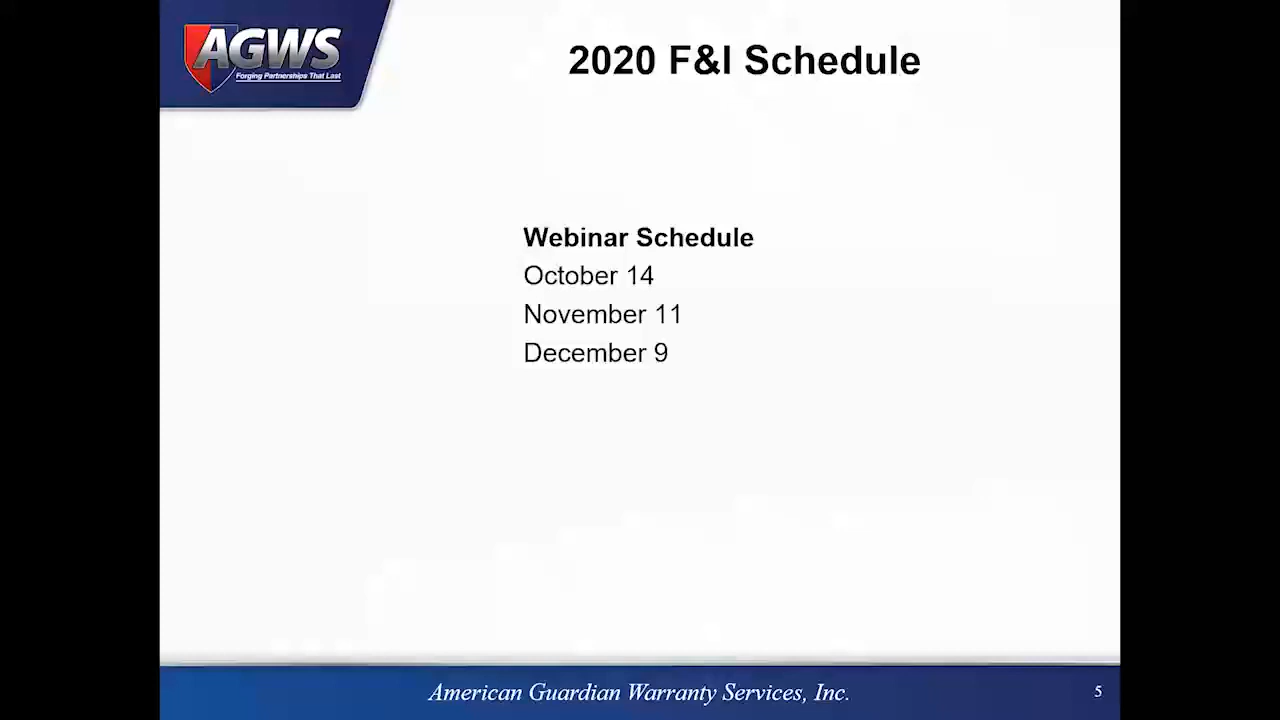 AGWS
Forging Partnerships That Last
2020 F&I Schedule
Webinar Schedule
October 14
November 11
December 9
American Guardian Warranty Services, Inc.
5